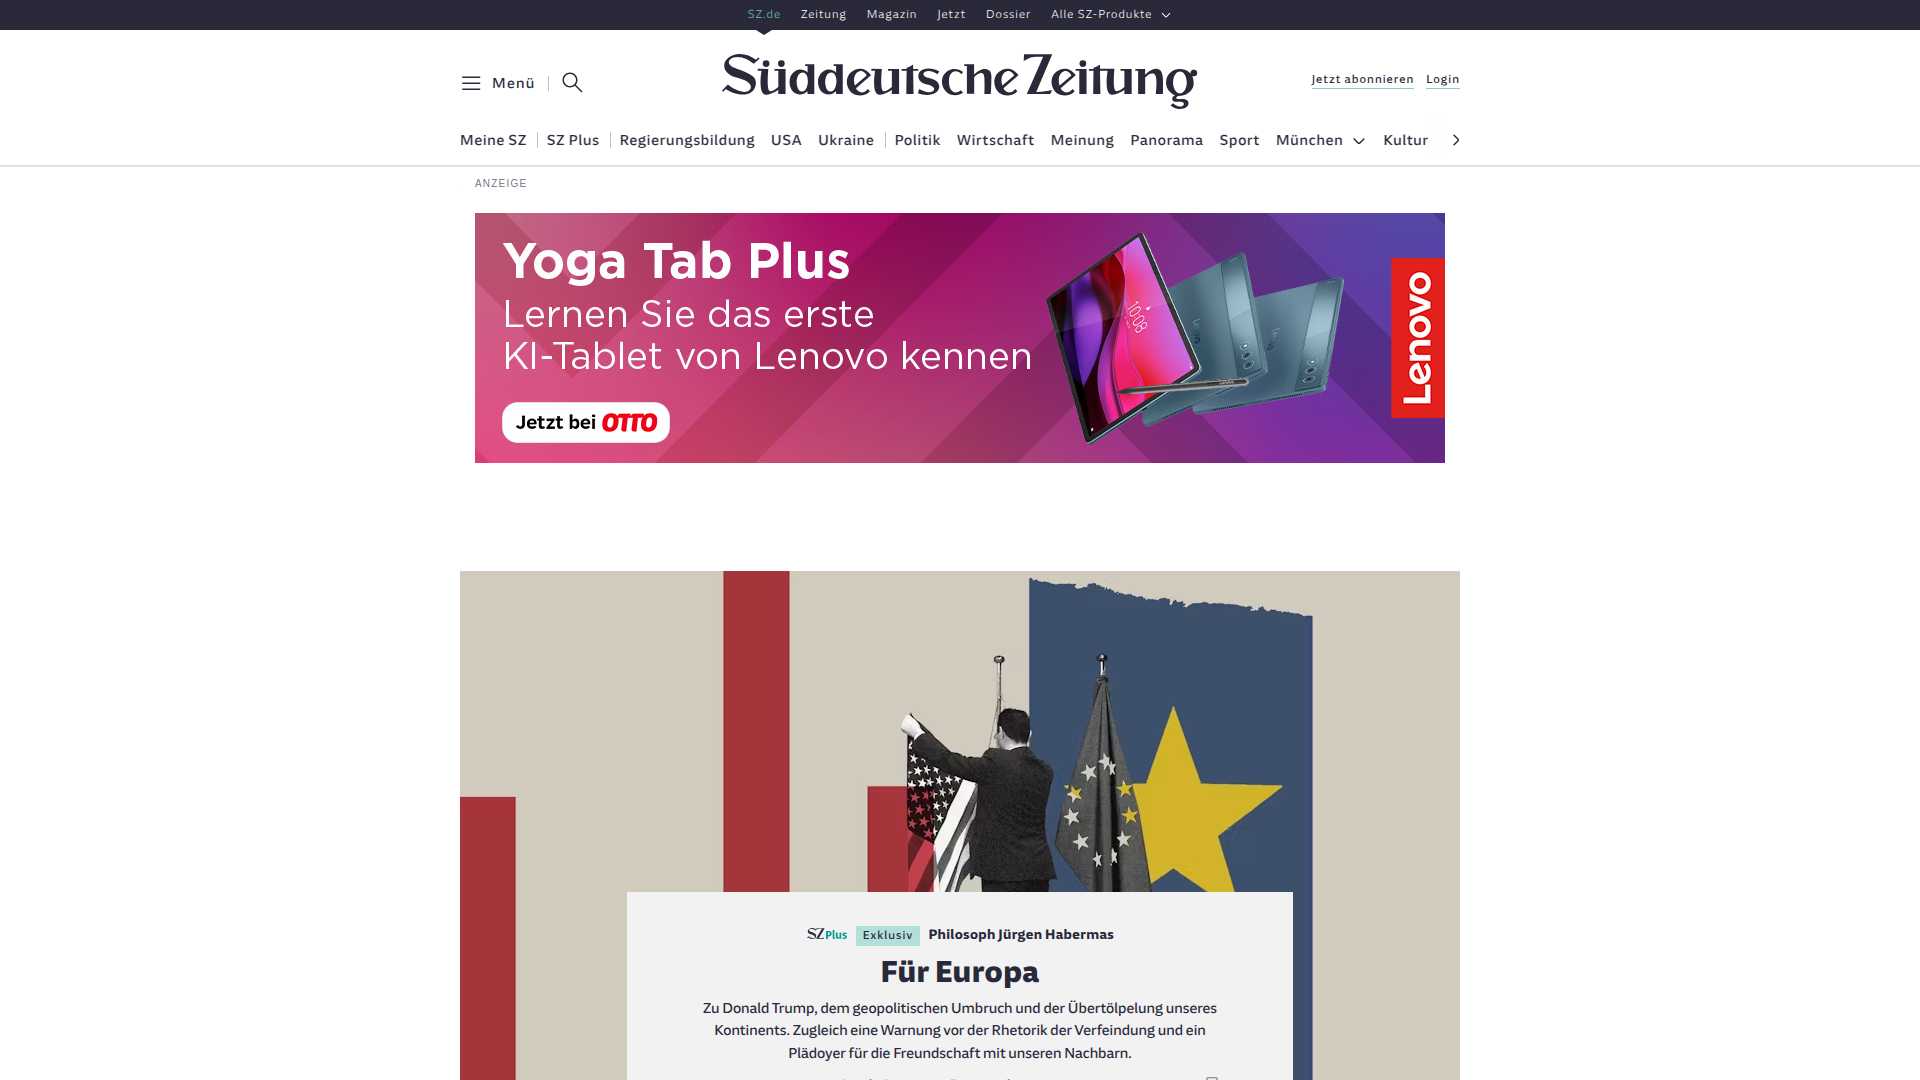 SZ.de Zeitung Magazin Jetzt Dossier Alle SZ-Produkte
Menü
Süddeutsche Zeitung
Jetzt abonnieren Login
Meine SZ SZ Plus Regierungsbildung USA Ukraine Politik Wirtschaft Meinung Panorama Sport München Kultur
ANZEIGE
Yoga Tab Plus
Lernen Sie das erste
KI-Tablet von Lenovo kennen
Jetzt bei OTTO
10:08
Lenovo
SZ Plus Exklusiv Philosoph Jürgen Habermas
Für Europa
Zu Donald Trump, dem geopolitischen Umbruch und der Übertölpelung unseres
Kontinents. Zugleich eine Warnung vor der Rhetorik der Verfeindung und ein
Plädoyer für die Freundschaft mit unseren Nachbarn.